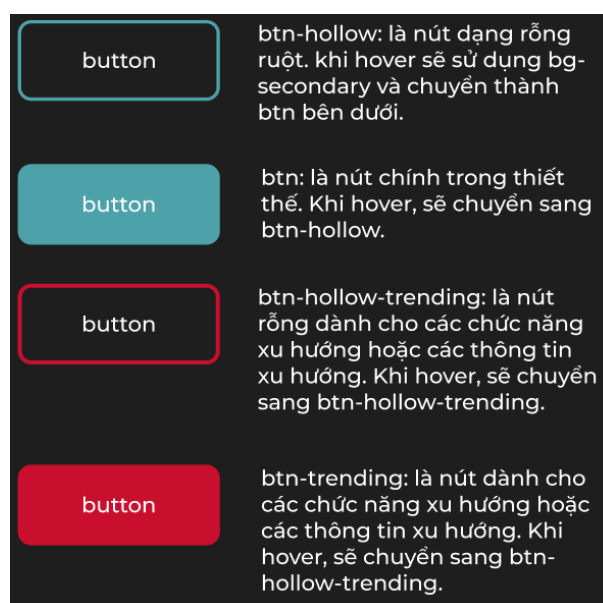 button
btn-hollow: là nút dạng rỗng
ruột. khi hover sẽ sử dụng bg-
secondary và chuyển thành
btn bên dưới.
button
btn: là nút chính trong thiết
thế. Khi hover, sẽ chuyển sang
btn-hollow.
button
btn-hollow-trending: là nút
rỗng dành cho các chức năng
xu hướng hoặc các thông tin
xu hướng. Khi hover, sẽ chuyển
sang btn-hollow-trending.
button
btn-trending: là nút dành cho
các chức năng xu hướng hoặc
các thông tin xu hướng. Khi
hover, sẽ chuyển sang btn-
hollow-trending.